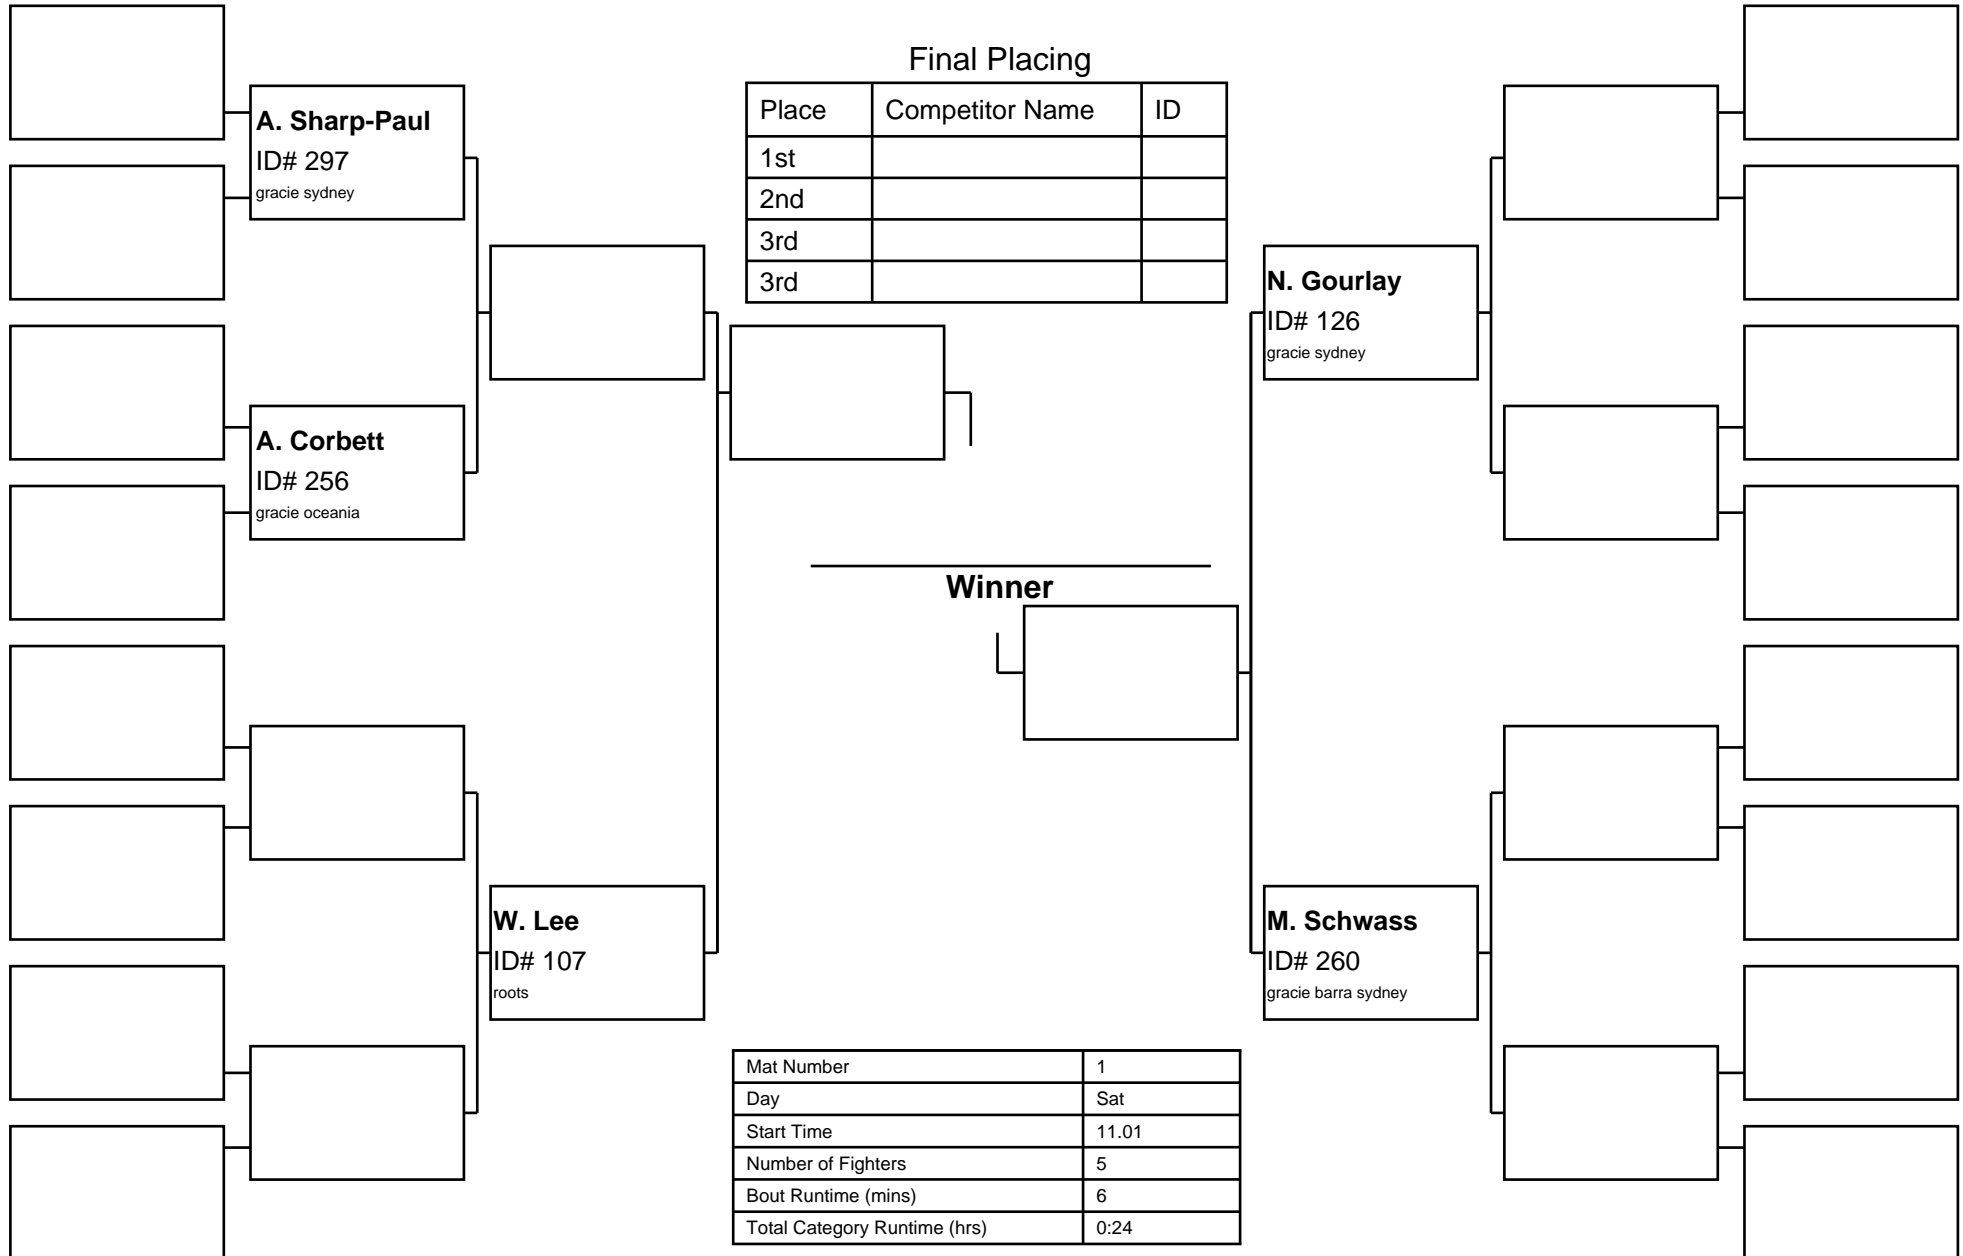 Final Placing
Place Competitor Name ID
1st
2nd
3rd
3rd
A. Sharp-Paul
ID# 297
gracie sydney
A. Corbett
ID# 256
gracie oceania
W. Lee
ID# 107
roots
N. Gourlay
ID# 126
gracie sydney
M. Schwass
ID# 260
gracie barra sydney
Winner
Mat Number 1
Day Sat
Start Time 11.01
Number of Fighters 5
Bout Runtime (mins) 6
Total Category Runtime (hrs) 0:24